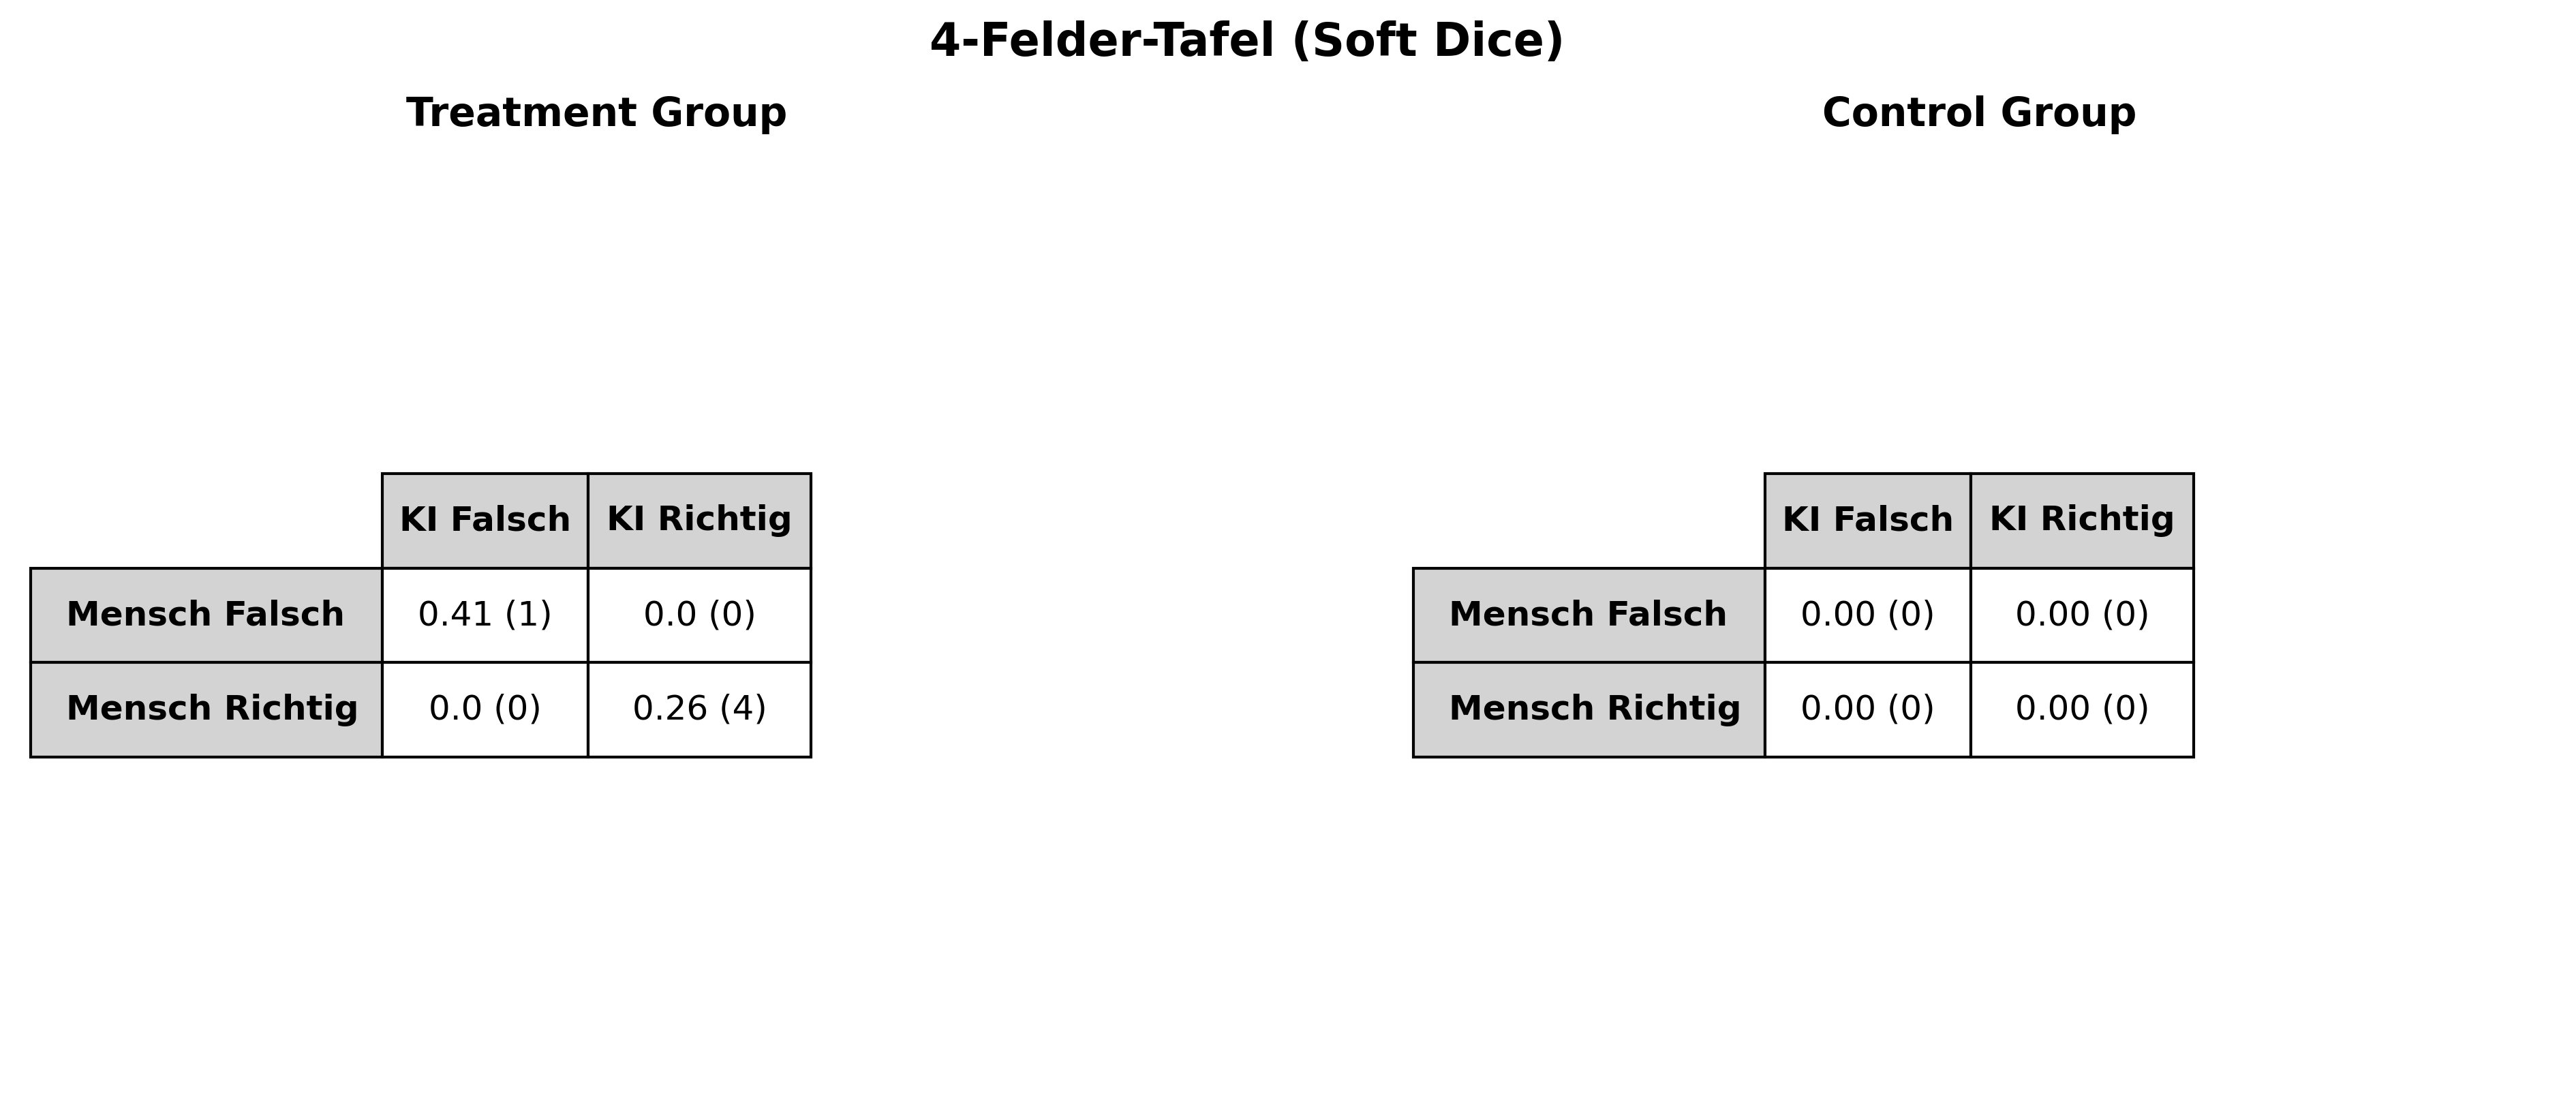 4-Felder-Tafel (Soft Dice)
Treatment Group
KI Falsch KI Richtig
Mensch Falsch 0.41 (1) 0.0 (0)
Mensch Richtig 0.0 (0) 0.26 (4)
Control Group
KI Falsch KI Richtig
Mensch Falsch 0.00 (0) 0.00 (0)
Mensch Richtig 0.00 (0) 0.00 (0)